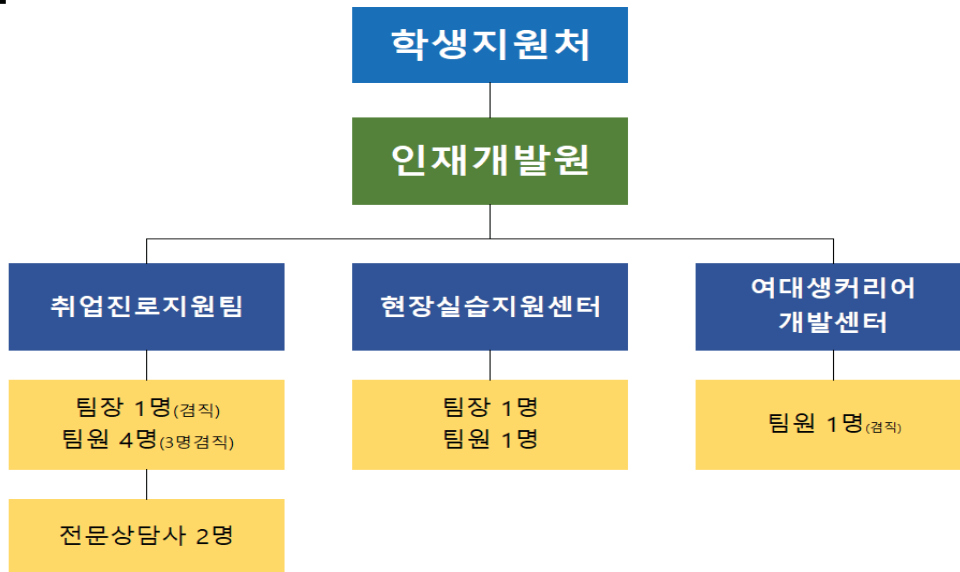 학생지원처
인재개발원
취업진로지원팀
현장실습지원센터
여대생커리어
개발센터
팀장 1명(겸직)
팀원 4명(3명겸직)
팀장 1명
팀원 1명
팀원 1명(겸직)
전문상담사 2명